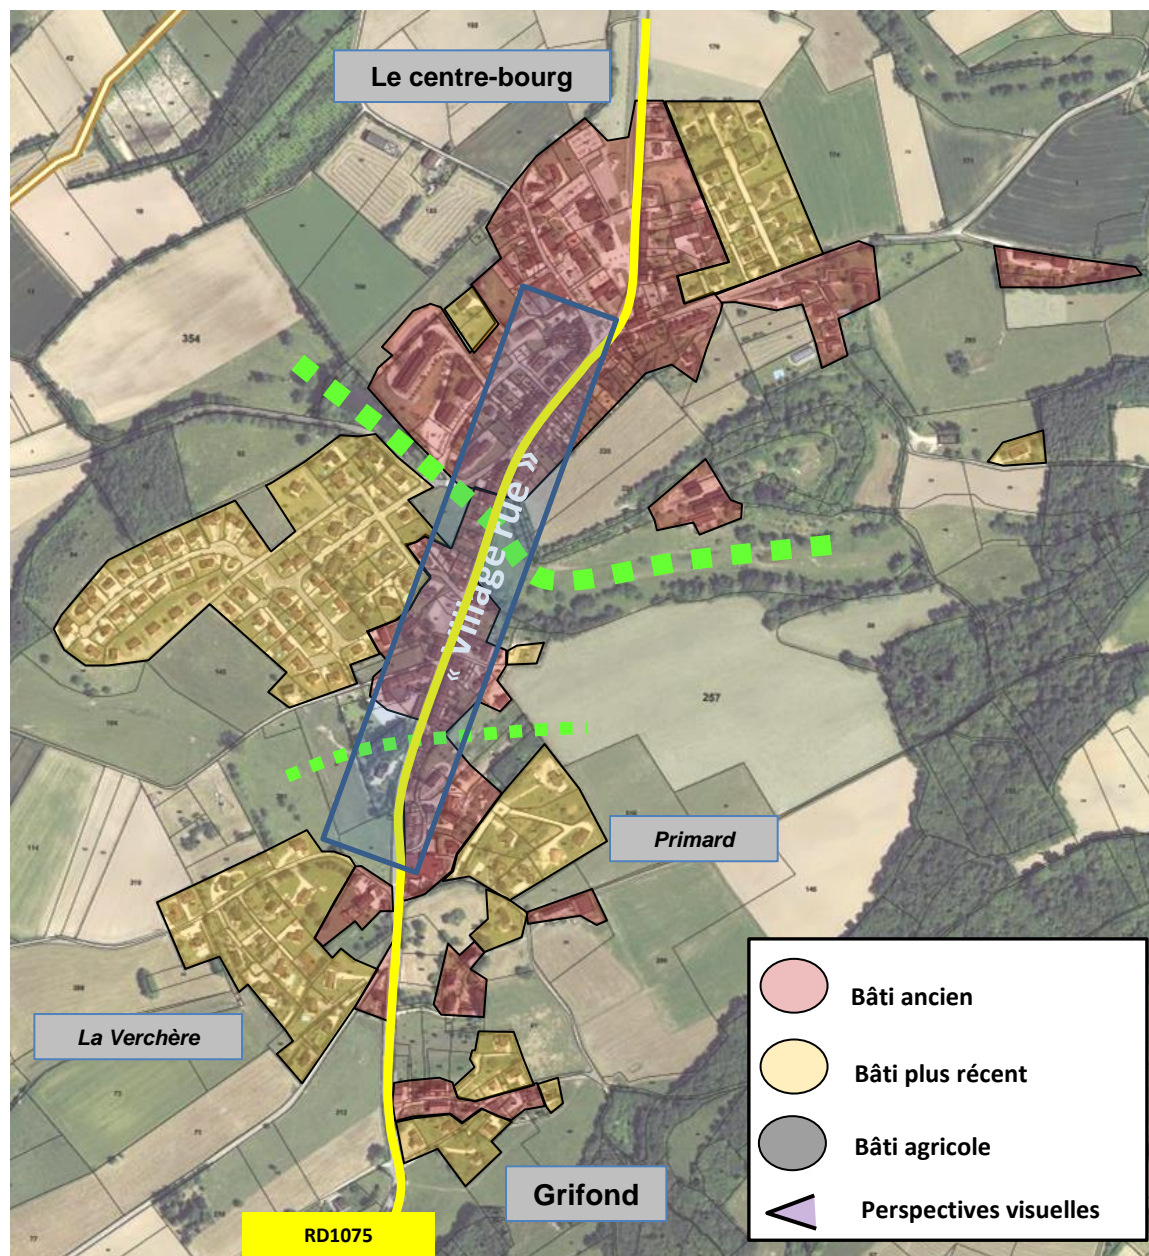 Le centre-bourg
354
« Village rue »
257
Primard
La Verchère
Grifond
RD1075
Bâti ancien
Bâti plus récent
Bâti agricole
Perspectives visuelles